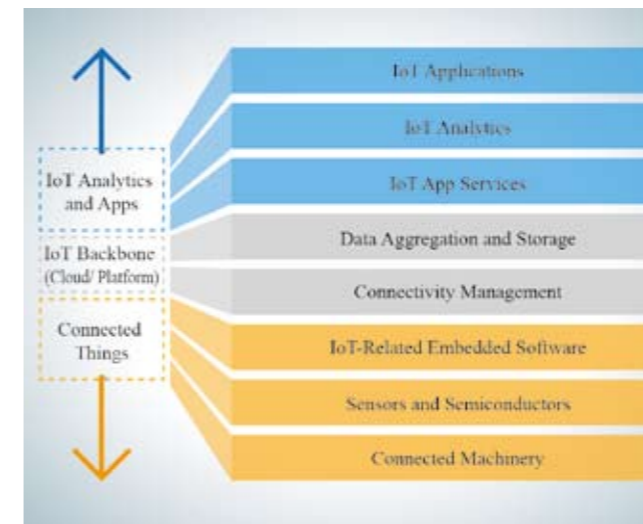 IoT Applications
IoT Analytics
IoT App Services
Data Aggregation and Storage
Connectivity Management
IoT-Related Embedded Software
Sensors and Semiconductors
Connected Machinery
IoT Analytics
and Apps
IoT Backbone
(Cloud/ Platform)
Connected
Things